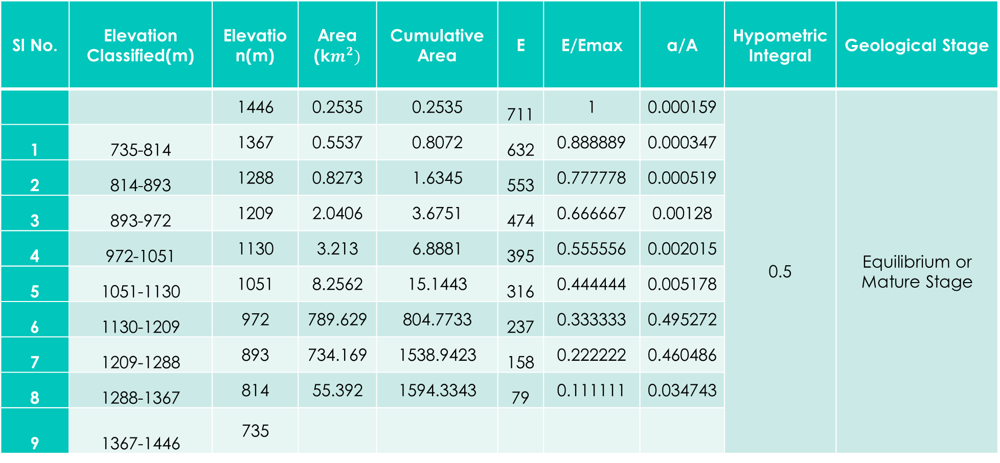 Sl No. Elevation Classified(m) Elevatio n(m) Area (km²) Cumulative Area E E/Emax a/A Hypometric Integral Geological Stage
1446 0.2535 0.2535 711 1 0.000159
1 735-814 1367 0.5537 0.8072 632 0.888889 0.000347
2 814-893 1288 0.8273 1.6345 553 0.777778 0.000519
3 893-972 1209 2.0406 3.6751 474 0.666667 0.00128
4 972-1051 1130 3.213 6.8881 395 0.555556 0.002015
5 1051-1130 1051 8.2562 15.1443 316 0.444444 0.005178
6 1130-1209 972 789.629 804.7733 237 0.333333 0.495272
7 1209-1288 893 734.169 1538.9423 158 0.222222 0.460486
8 1288-1367 814 55.392 1594.3343 79 0.111111 0.034743
9 1367-1446 735
0.5
Equilibrium or
Mature Stage